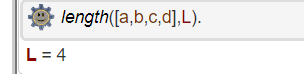 length([a,b,c,d],L).
L = 4